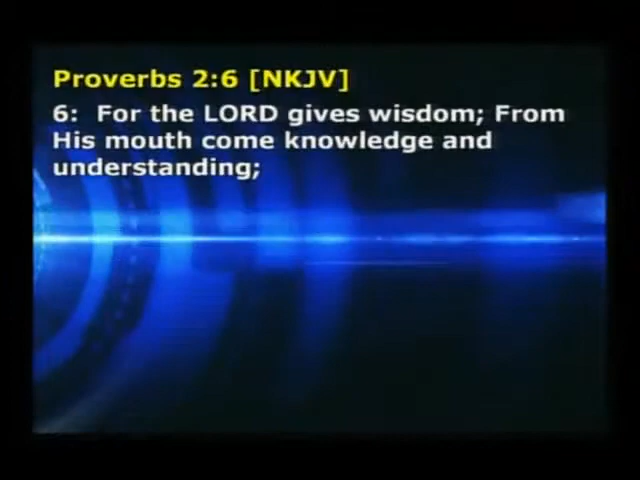 Proverbs 2:6 [NKJV]
6:  For the LORD gives wisdom; From
His mouth come knowledge and
understanding;